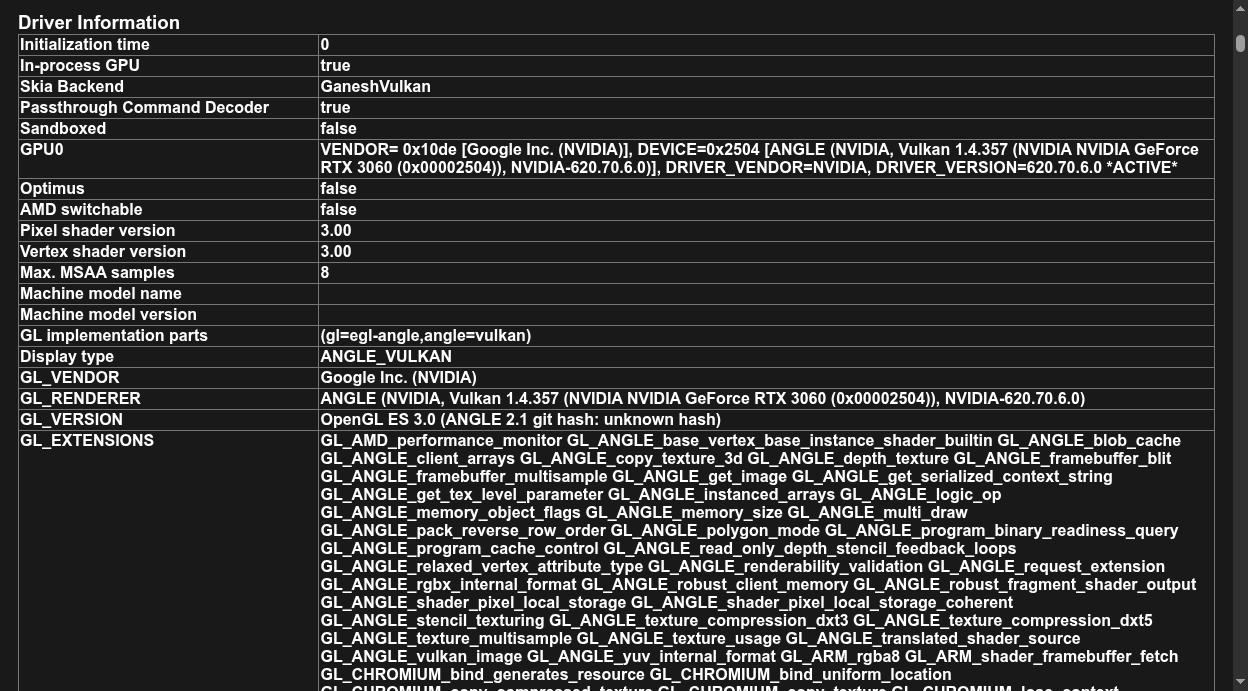 Driver Information
Initialization time 0
In-process GPU true
Skia Backend GaneshVulkan
Passthrough Command Decoder true
Sandboxed false
GPU0 VENDOR= 0x10de [Google Inc. (NVIDIA)], DEVICE=0x2504 [ANGLE (NVIDIA, Vulkan 1.4.357 (NVIDIA NVIDIA GeForce
RTX 3060 (0x00002504)), NVIDIA-620.70.6.0)], DRIVER_VENDOR=NVIDIA, DRIVER_VERSION=620.70.6.0 *ACTIVE*
Optimus false
AMD switchable false
Pixel shader version 3.00
Vertex shader version 3.00
Max. MSAA samples 8
Machine model name
Machine model version
GL implementation parts (gl=egl-angle,angle=vulkan)
Display type ANGLE_VULKAN
GL_VENDOR Google Inc. (NVIDIA)
GL_RENDERER ANGLE (NVIDIA, Vulkan 1.4.357 (NVIDIA NVIDIA GeForce RTX 3060 (0x00002504)), NVIDIA-620.70.6.0)
GL_VERSION OpenGL ES 3.0 (ANGLE 2.1 git hash: unknown hash)
GL_EXTENSIONS GL_AMD_performance_monitor GL_ANGLE_base_vertex_base_instance_shader_builtin GL_ANGLE_blob_cache
GL_ANGLE_client_arrays GL_ANGLE_copy_texture_3d GL_ANGLE_depth_texture GL_ANGLE_framebuffer_blit
GL_ANGLE_framebuffer_multisample GL_ANGLE_get_image GL_ANGLE_get_serialized_context_string
GL_ANGLE_get_tex_level_parameter GL_ANGLE_instanced_arrays GL_ANGLE_logic_op
GL_ANGLE_memory_object_flags GL_ANGLE_memory_size GL_ANGLE_multi_draw
GL_ANGLE_pack_reverse_row_order GL_ANGLE_polygon_mode GL_ANGLE_program_binary_readiness_query
GL_ANGLE_program_cache_control GL_ANGLE_read_only_depth_stencil_feedback_loops
GL_ANGLE_relaxed_vertex_attribute_type GL_ANGLE_renderability_validation GL_ANGLE_request_extension
GL_ANGLE_rgbx_internal_format GL_ANGLE_robust_client_memory GL_ANGLE_robust_fragment_shader_output
GL_ANGLE_shader_pixel_local_storage GL_ANGLE_shader_pixel_local_storage_coherent
GL_ANGLE_stencil_texturing GL_ANGLE_texture_compression_dxt3 GL_ANGLE_texture_compression_dxt5
GL_ANGLE_texture_multisample GL_ANGLE_texture_usage GL_ANGLE_translated_shader_source
GL_ANGLE_vulkan_image GL_ANGLE_yuv_internal_format GL_ARM_rgba8 GL_ARM_shader_framebuffer_fetch
GL_CHROMIUM_bind_generates_resource GL_CHROMIUM_bind_uniform_location
GL_CHROMIUM_copy_compressed_texture GL_CHROMIUM_copy_texture GL_CHROMIUM_lose_context